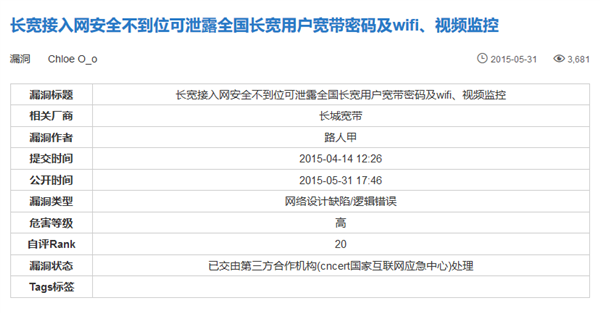 长宽接入网安全不到位可泄露全国长宽用户宽带密码及wifi、视频监控
漏洞 Chloe O_o 2015-05-31 3,681
漏洞标题 长宽接入网安全不到位可泄露全国长宽用户宽带密码及wifi、视频监控
相关厂商 长城宽带
漏洞作者 路人甲
提交时间 2015-04-14 12:26
公开时间 2015-05-31 17:46
漏洞类型 网络设计缺陷/逻辑错误
危害等级 高
自评Rank 20
漏洞状态 已交由第三方合作机构(cncert国家互联网应急中心)处理
Tags标签